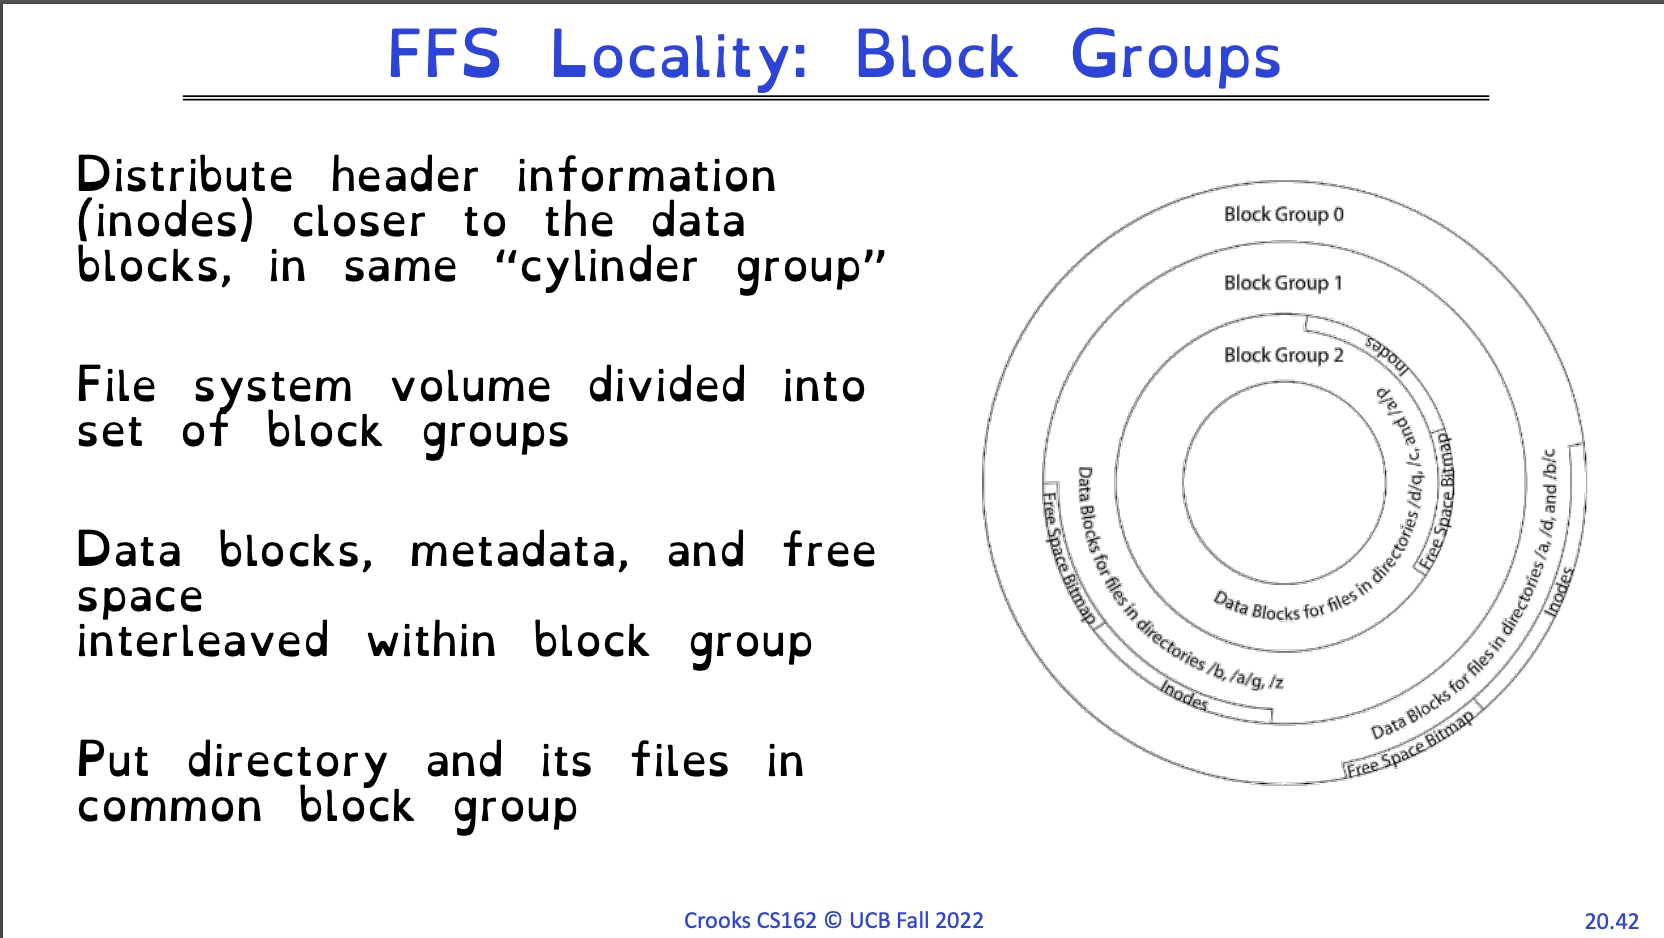 FFS Locality: Block Groups
Distribute header information
(inodes) closer to the data
blocks, in same “cylinder group”
File system volume divided into
set of block groups
Data blocks, metadata, and free
space
interleaved within block group
Put directory and its files in
common block group
Block Group 0
Block Group 1
Block Group 2
Inodes
Free Space Bitmap
Data Blocks for files in directories /d/q, /c, and /a/p
Data Blocks for files in directories /b, /a/g, /z
Free Space Bitmap
Inodes
Data Blocks for files in directories /a, /d, and /b/c
Inodes
Free Space Bitmap
Crooks CS162 © UCB Fall 2022
20.42